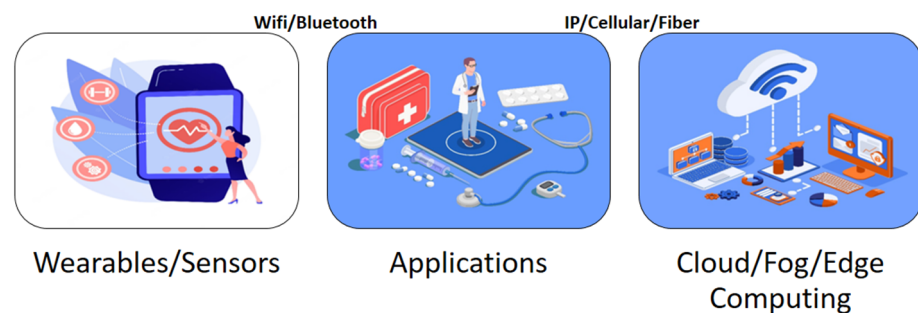 Wifi/Bluetooth
IP/Cellular/Fiber
Wearables/Sensors
Applications
Cloud/Fog/Edge
Computing